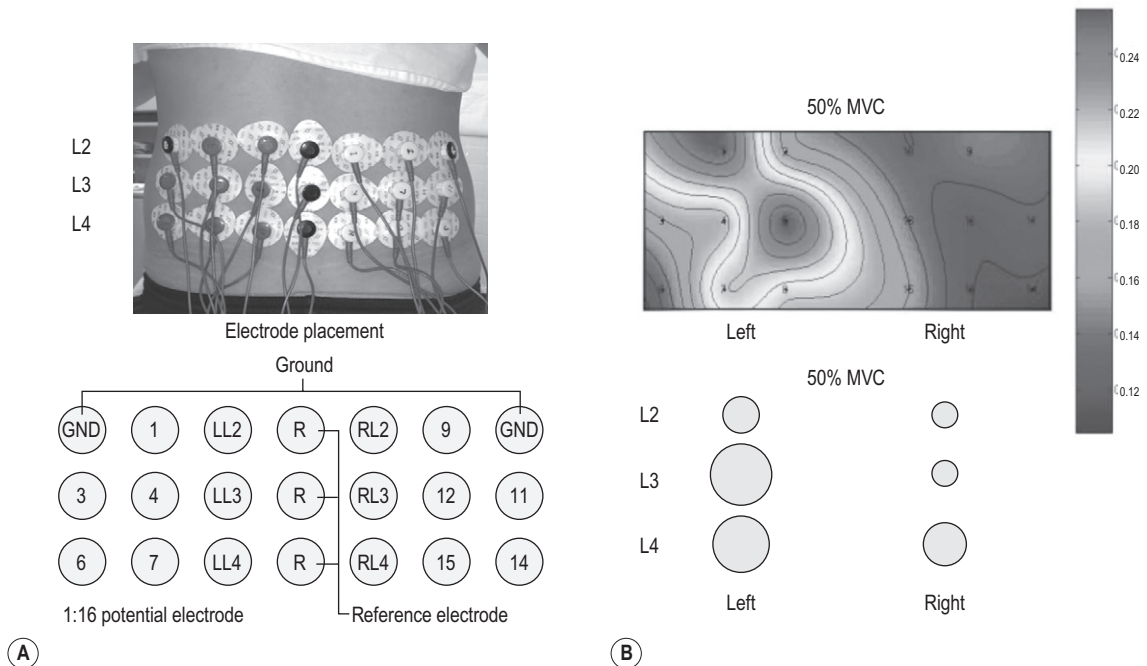 L2
L3
L4
Electrode placement
Ground
GND 1 LL2 R RL2 9 GND
3 4 LL3 R RL3 12 11
6 7 LL4 R RL4 15 14
1:16 potential electrode
Reference electrode
A
50% MVC
0.24
0.22
0.20
0.18
0.16
0.14
0.12
Left Right
50% MVC
L2
L3
L4
Left Right
B